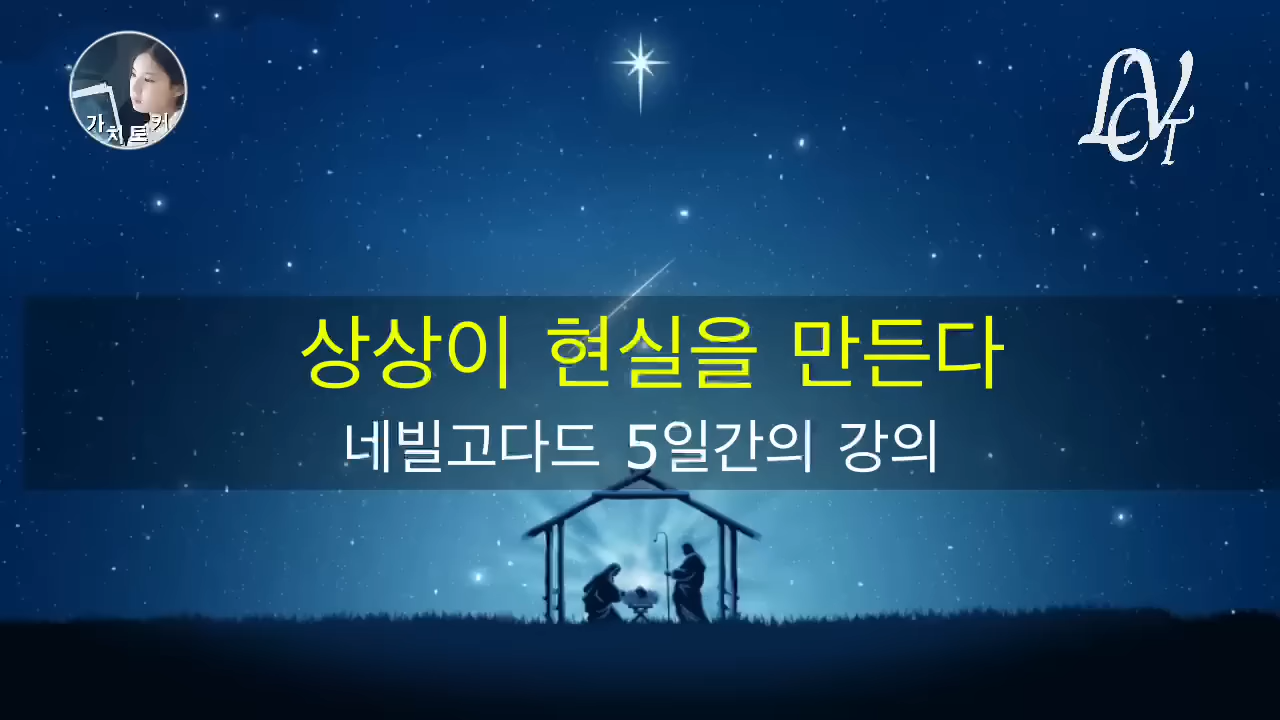 가치토커
상상이 현실을 만든다
네빌고다드 5일간의 강의